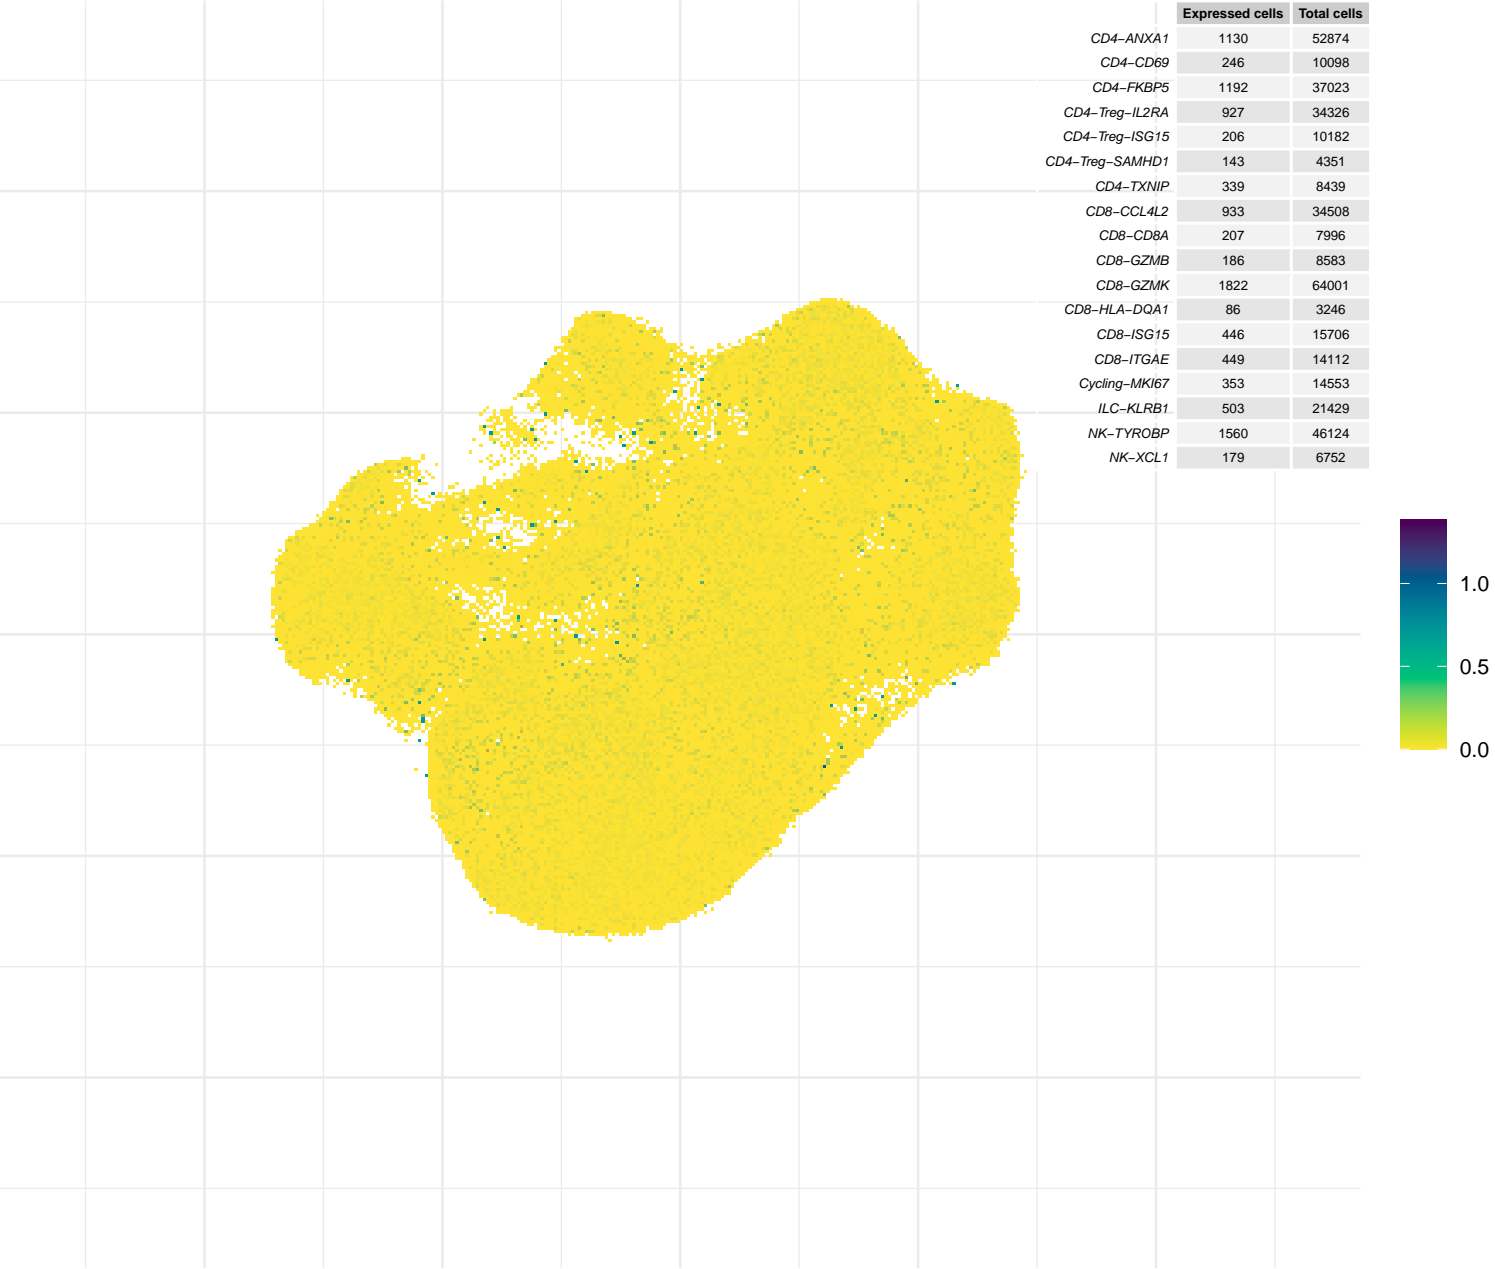 Expressed cells Total cells
CD4−ANXA1 1130 52874
CD4−CD69 246 10098
CD4−FKBP5 1192 37023
CD4−Treg−IL2RA 927 34326
CD4−Treg−ISG15 206 10182
CD4−Treg−SAMHD1 143 4351
CD4−TXNIP 339 8439
CD8−CCL4L2 933 34508
CD8−CD8A 207 7996
CD8−GZMB 186 8583
CD8−GZMK 1822 64001
CD8−HLA−DQA1 86 3246
CD8−ISG15 446 15706
CD8−ITGAE 449 14112
Cycling−MKI67 353 14553
ILC−KLRB1 503 21429
NK−TYROBP 1560 46124
NK−XCL1 179 6752
1.0
0.5
0.0